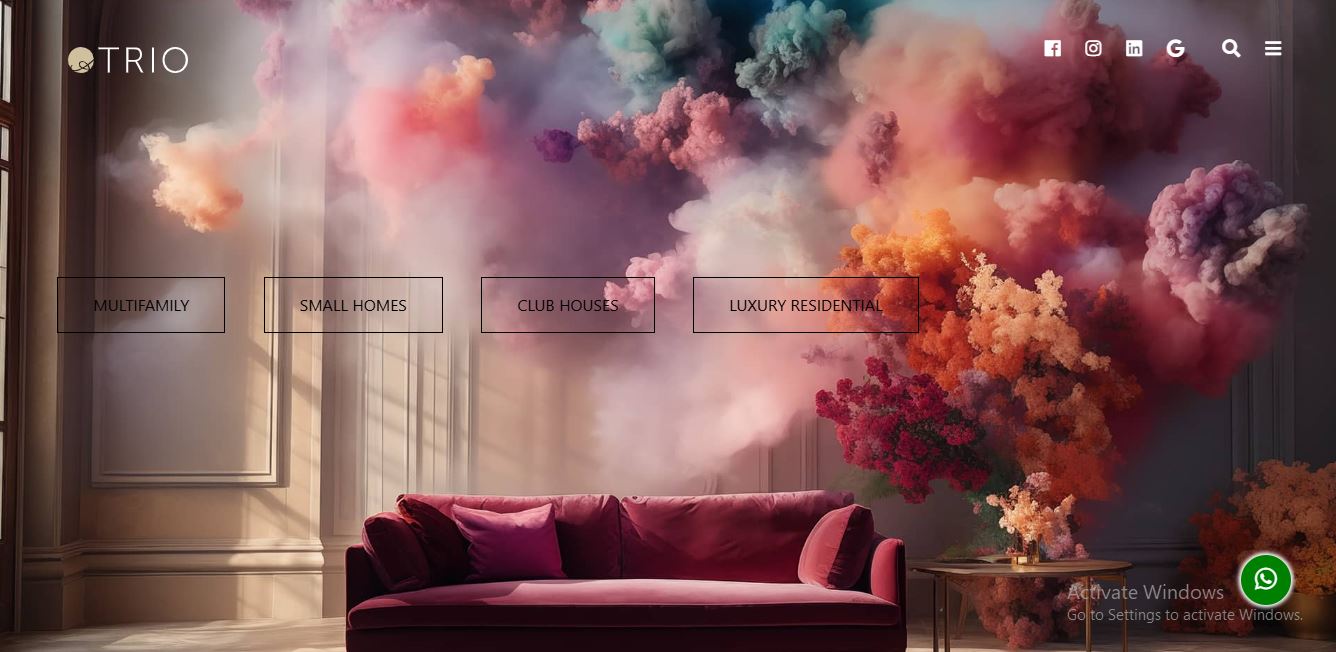 TRIO
MULTIFAMILY
SMALL HOMES
CLUB HOUSES
LUXURY RESIDENTIAL
Activate Windows
Go to Settings to activate Windows.